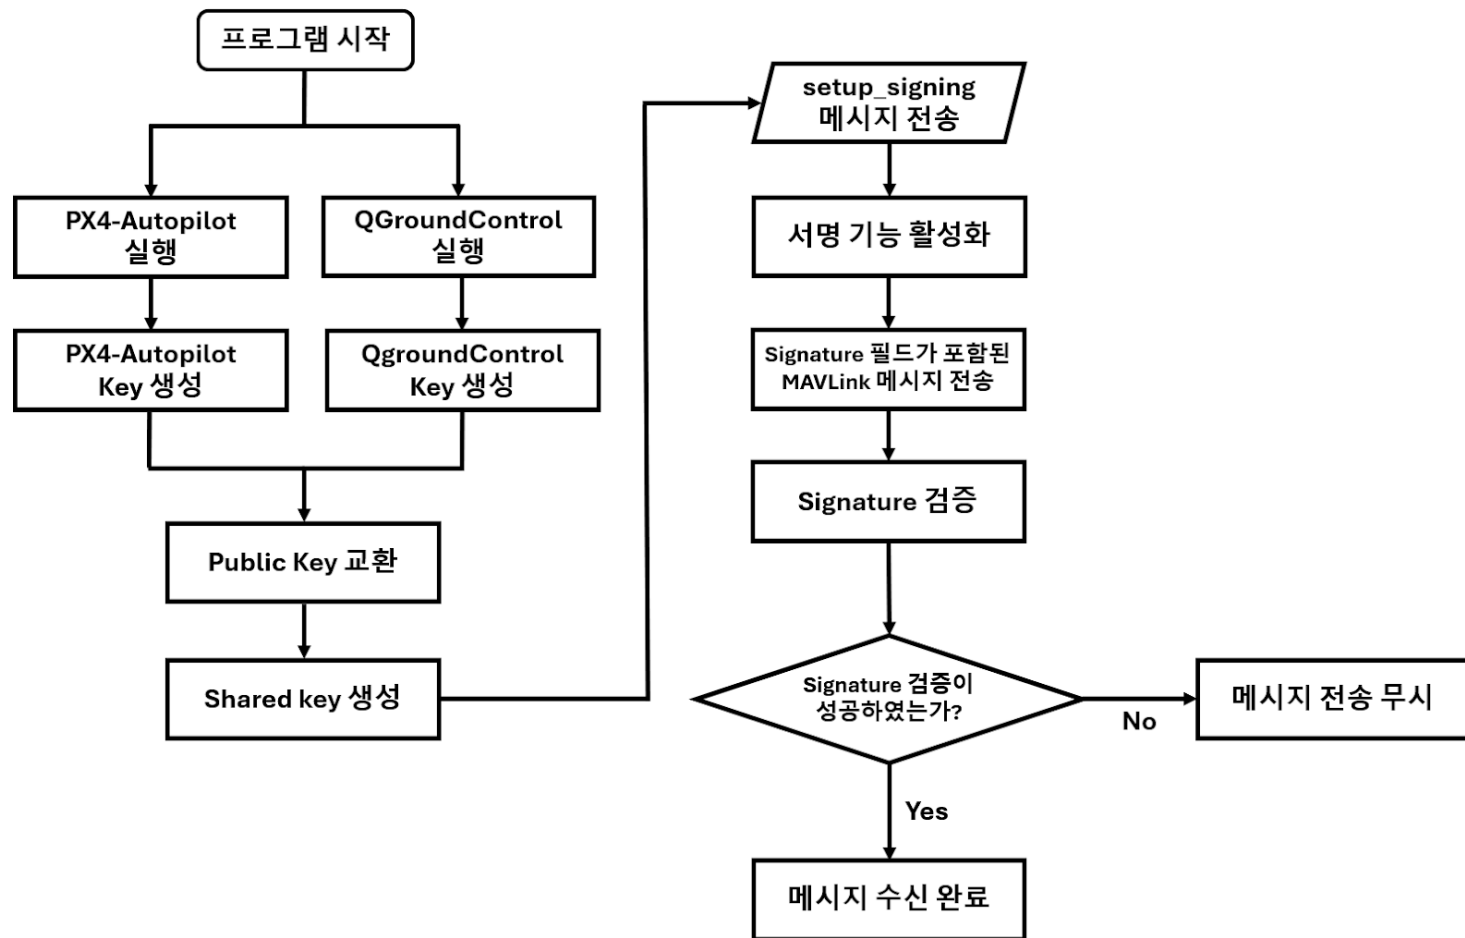 프로그램 시작
PX4-Autopilot
실행
QGroundControl
실행
PX4-Autopilot
Key 생성
QgroundControl
Key 생성
Public Key 교환
Shared key 생성
setup_signing
메시지 전송
서명 기능 활성화
Signature 필드가 포함된
MAVLink 메시지 전송
Signature 검증
Signature 검증이
성공하였는가?
No
메시지 전송 무시
Yes
메시지 수신 완료